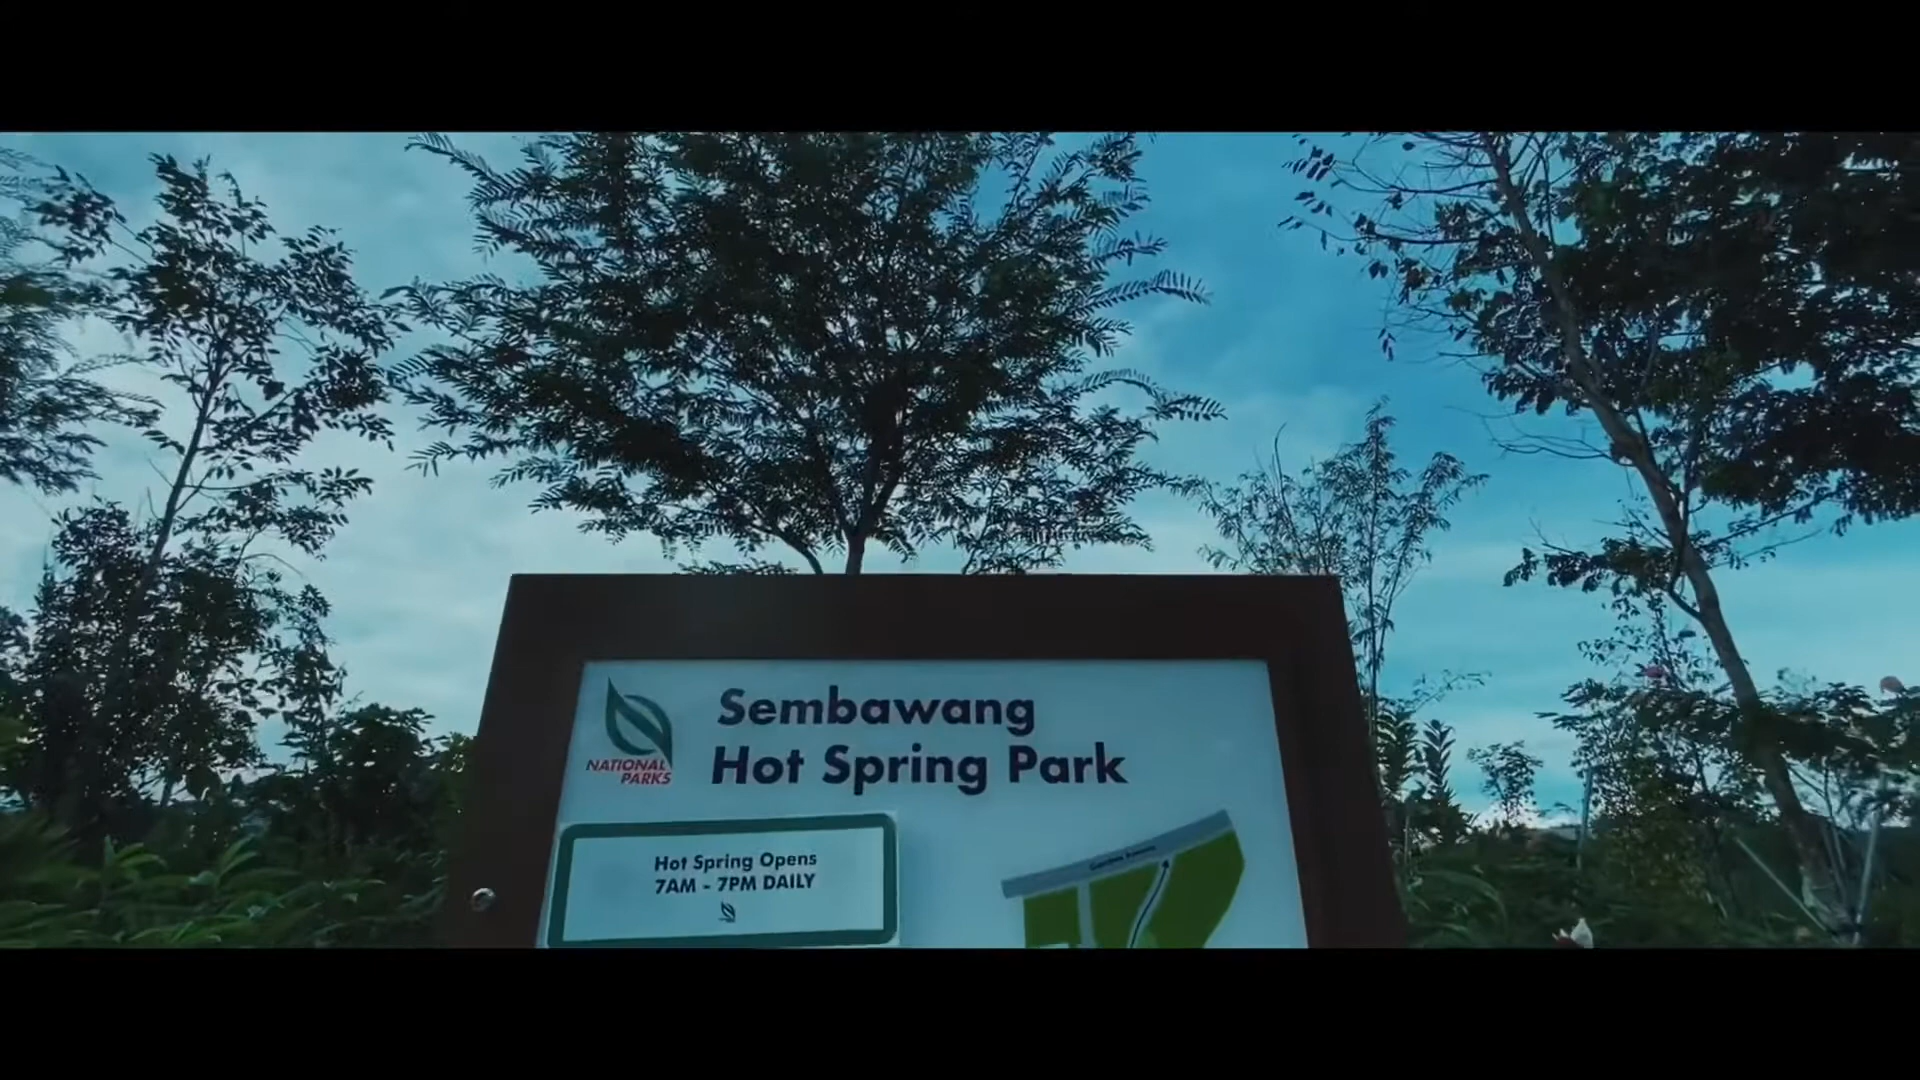 NATIONAL
PARKS
Sembawang
Hot Spring Park
Hot Spring Opens
7AM - 7PM DAILY